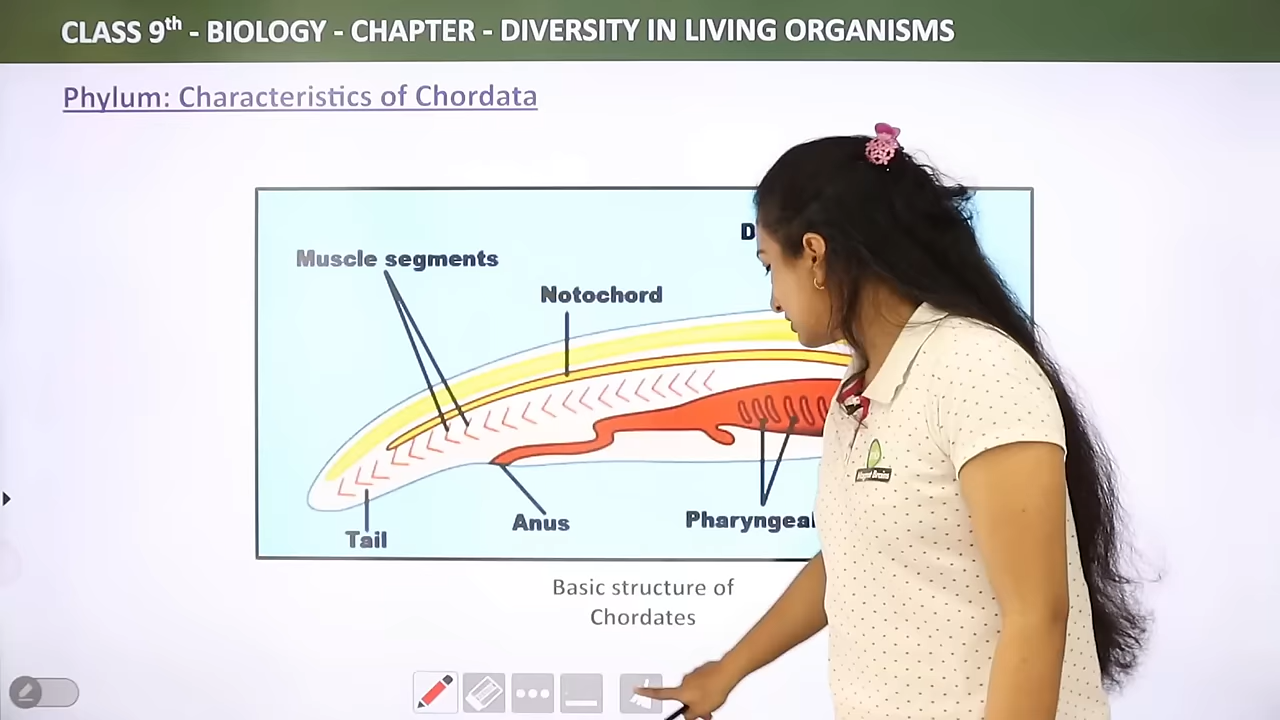 CLASS 9th - BIOLOGY - CHAPTER - DIVERSITY IN LIVING ORGANISMS
Phylum: Characteristics of Chordata
Muscle segments
Notochord
Anus
Pharyngeal
Tail
Basic structure of
Chordates